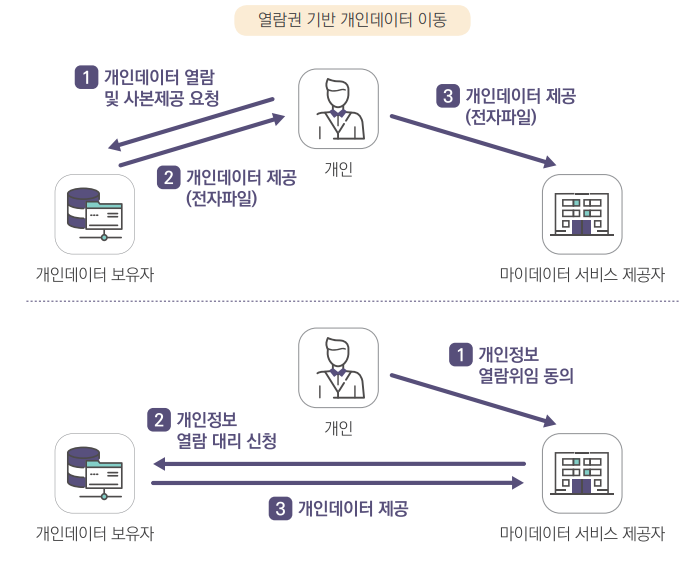 열람권 기반 개인데이터 이동
1 개인데이터 열람
및 사본제공 요청
3 개인데이터 제공
(전자파일)
개인
2 개인데이터 제공
(전자파일)
개인데이터 보유자
마이데이터 서비스 제공자
1 개인정보
열람위임 동의
개인
2 개인정보
열람 대리 신청
3 개인데이터 제공
개인데이터 보유자
마이데이터 서비스 제공자